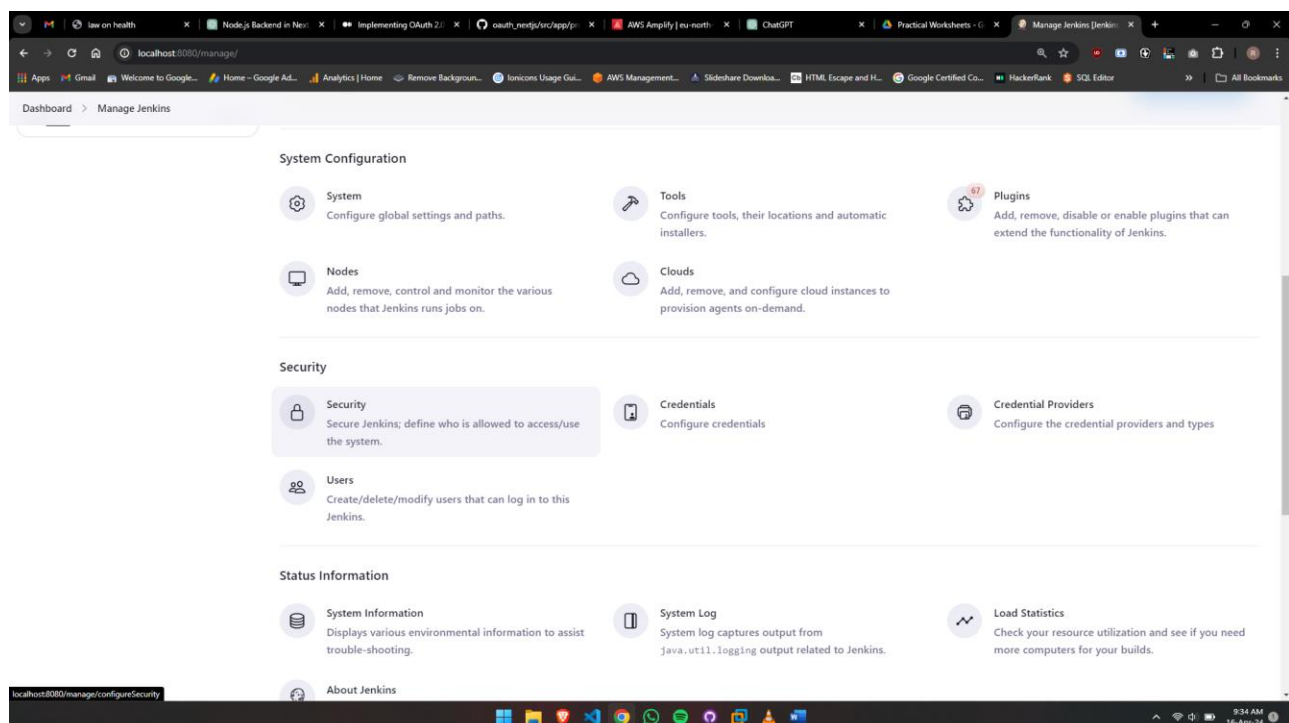 law on health
Node.js Backend in Next
Implementing OAuth 2.0
oauth_nextjs/src/app/pr
AWS Amplify | eu-north
ChatGPT
Practical Worksheets - G
Manage Jenkins [Jenkins
localhost:8080/manage/
Apps
Gmail
Welcome to Google...
Home – Google Ad...
Analytics | Home
Remove Backgroun...
Ionicons Usage Gui...
AWS Management...
Slideshare Downloa...
HTML Escape and H...
Google Certified Co...
HackerRank
SQL Editor
All Bookmarks
Dashboard > Manage Jenkins
System Configuration
System
Configure global settings and paths.
Tools
Configure tools, their locations and automatic
installers.
67
Plugins
Add, remove, disable or enable plugins that can
extend the functionality of Jenkins.
Nodes
Add, remove, control and monitor the various
nodes that Jenkins runs jobs on.
Clouds
Add, remove, and configure cloud instances to
provision agents on-demand.
Security
Security
Secure Jenkins; define who is allowed to access/use
the system.
Credentials
Configure credentials
Credential Providers
Configure the credential providers and types
Users
Create/delete/modify users that can log in to this
Jenkins.
Status Information
System Information
Displays various environmental information to assist
trouble-shooting.
System Log
System log captures output from
java.util.logging output related to Jenkins.
Load Statistics
Check your resource utilization and see if you need
more computers for your builds.
About Jenkins
localhost:8080/manage/configureSecurity
9:34 AM
16-Apr-24